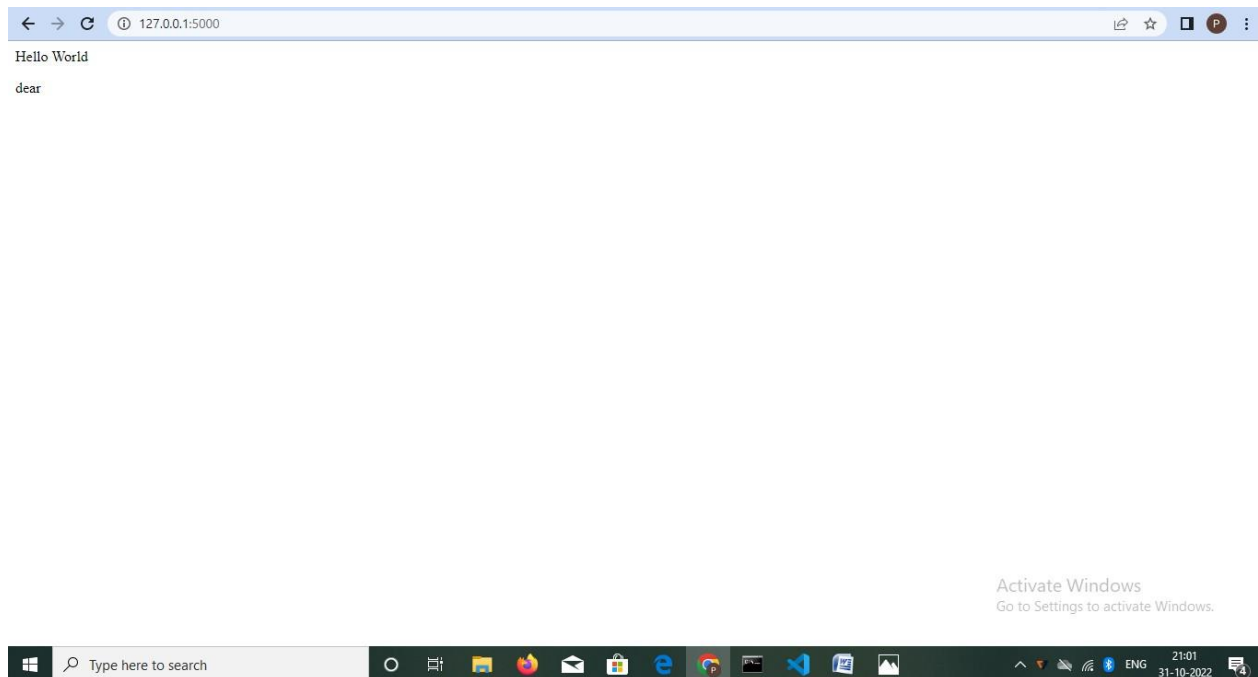 127.0.0.1:5000
P
Hello World
dear
Activate Windows
Go to Settings to activate Windows.
Type here to search
ENG
21:01
31-10-2022
4